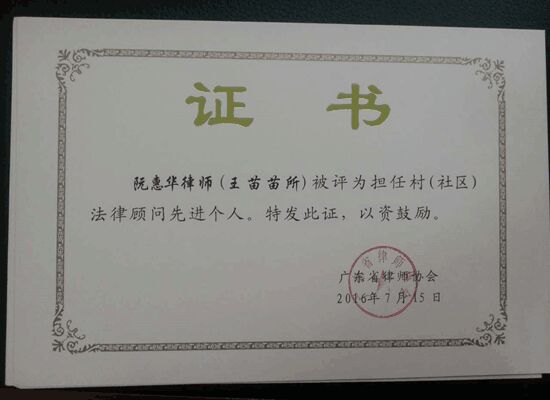 证 书
阮惠华律师(王苗苗所)被评为担任村(社区)
法律顾问先进个人。特发此证,以资鼓励。
广东省律师协会
2016年7月15日